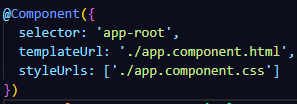 @Component({
  selector: 'app-root',
  templateUrl: './app.component.html',
  styleUrls: ['./app.component.css']
})